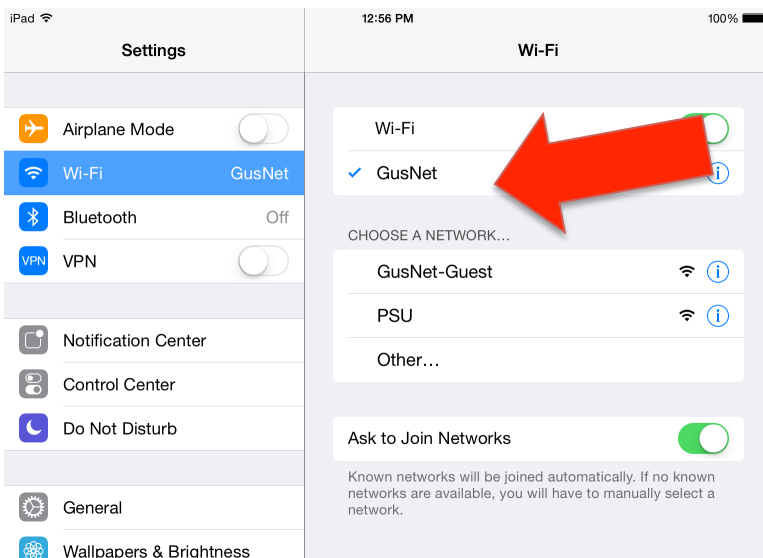 iPad 12:56 PM 100%
Settings
Wi-Fi
Airplane Mode
Wi-Fi GusNet
Bluetooth Off
VPN VPN
Notification Center
Control Center
Do Not Disturb
General
Wallpapers & Brightness
Wi-Fi
GusNet
CHOOSE A NETWORK...
GusNet-Guest
PSU
Other...
Ask to Join Networks
Known networks will be joined automatically. If no known
networks are available, you will have to manually select a
network.